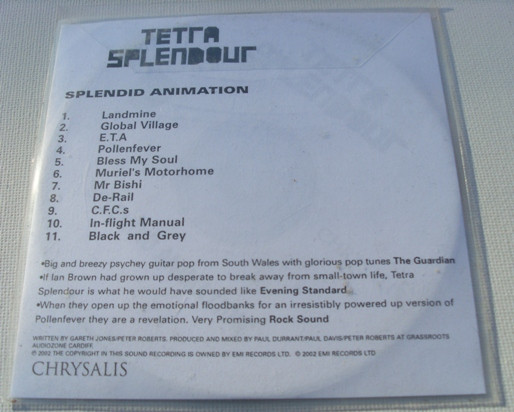 TETRA
SPLENDOUR
SPLENDID ANIMATION
1. Landmine
2. Global Village
3. E.T.A
4. Pollenfever
5. Bless My Soul
6. Muriel's Motorhome
7. Mr Bishi
8. De-Rail
9. C.F.C.s
10. In-flight Manual
11. Black and Grey
•Big and breezy psychey guitar pop from South Wales with glorious pop tunes The Guardian
•If Ian Brown had grown up desperate to break away from small-town life, Tetra
Splendour is what he would have sounded like Evening Standard
•When they open up the emotional floodbanks for an irresistibly powered up version of
Pollenfever they are a revelation. Very Promising Rock Sound
WRITTEN BY GARETH JONES/PETER ROBERTS. PRODUCED AND MIXED BY PAUL DURRANT/PAUL DAVIS/PETER ROBERTS AT GRASSROOTS
AUDIOZONE CARDIFF
℗ 2002 THE COPYRIGHT IN THIS SOUND RECORDING IS OWNED BY EMI RECORDS LTD. © 2002 EMI RECORDS LTD
CHRYSALIS